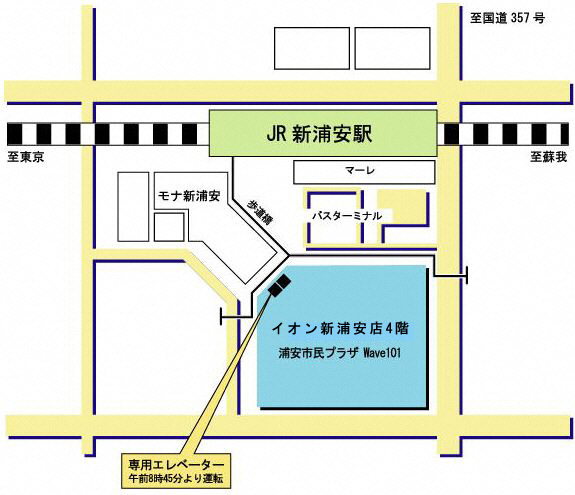 至国道357号
JR新浦安駅
至東京
至蘇我
マーレ
モナ新浦安
歩道橋
バスターミナル
イオン新浦安店4階
浦安市民プラザ Wave101
専用エレベーター
午前8時45分より運転